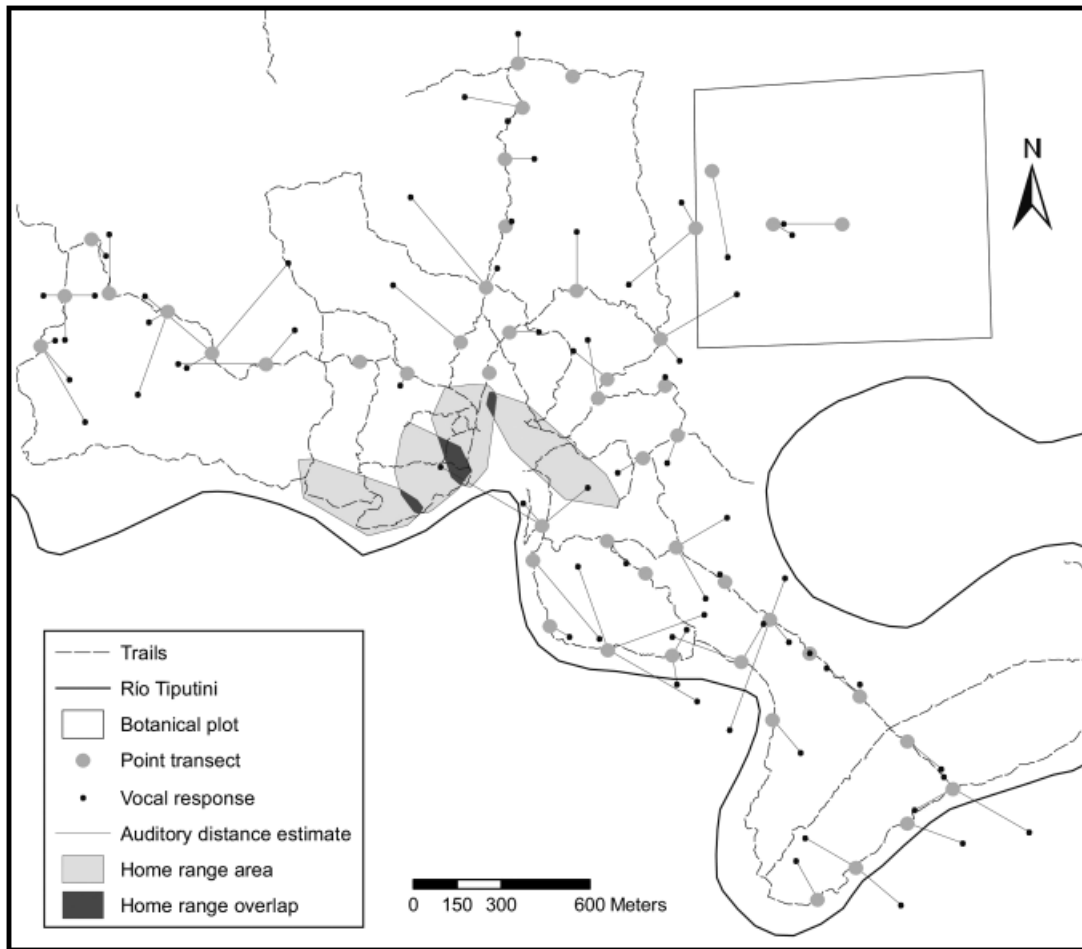 N
Trails
Río Tiputini
Botanical plot
Point transect
Vocal response
Auditory distance estimate
Home range area
Home range overlap
0 150 300 600 Meters